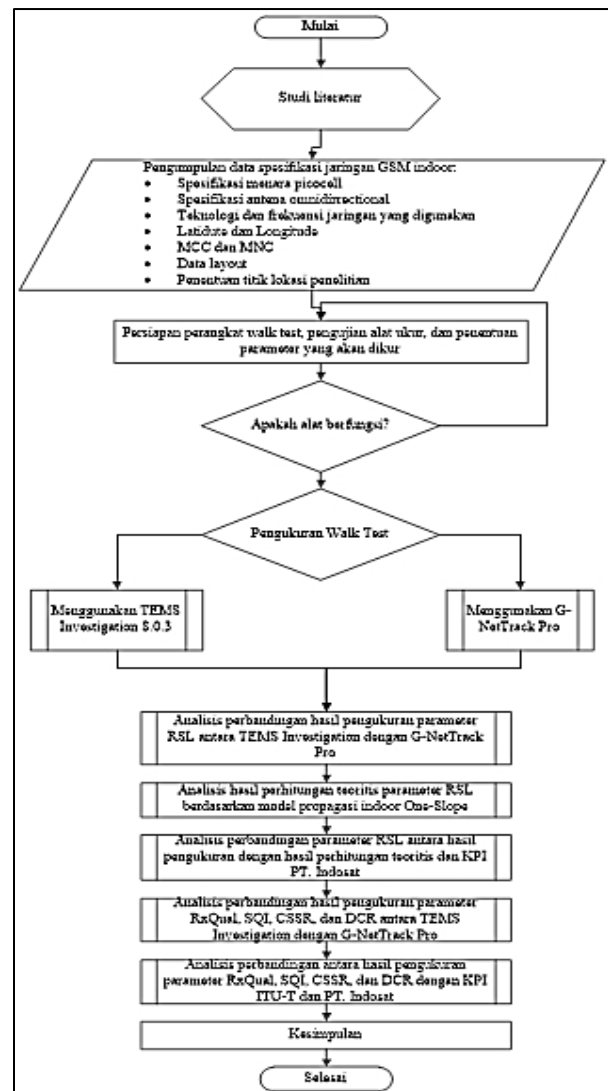 Mulai
Studi literatur
Pengumpulan data spesifikasi jaringan GSM indoor:
• Spesifikasi menara picocell
• Spesifikasi antena omnidirrectional
• Teknologi dan frekuensi jaringan yang digunakan
• Latidute dan Longitude
• MCC dan MNC
• Data layout
• Penentuan titik lokasi penelitian
Persiapan perangkat walk test, pengujian alat ukur, dan penentuan
parameter yang akan dikur
Apakah alat berfungsi?
Pengukuran Walk Test
Menggunakan TEMS
Investigation 8.0.3
Menggunakan G-
NetTrack Pro
Analisis perbandingan hasil pengukuran parameter
RSL antara TEMS Investigation dengan G-NetTrack
Pro
Analisis hasil perhitungan teoritis parameter RSL
berdasarkan model propagasi indoor One-Slope
Analisis perbandingan parameter RSL antara hasil
pengukuran dengan hasil perhitungan teoritis dan KPI
PT. Indosat
Analisis perbandingan hasil pengukuran parameter
RxQual, SQI, CSSR, dan DCR antara TEMS
Investigation dengan G-NetTrack Pro
Analisis perbandingan antara hasil pengukuran
parameter RxQual, SQI, CSSR, dan DCR dengan KPI
ITU-T dan PT. Indosat
Kesimpulan
Selesai